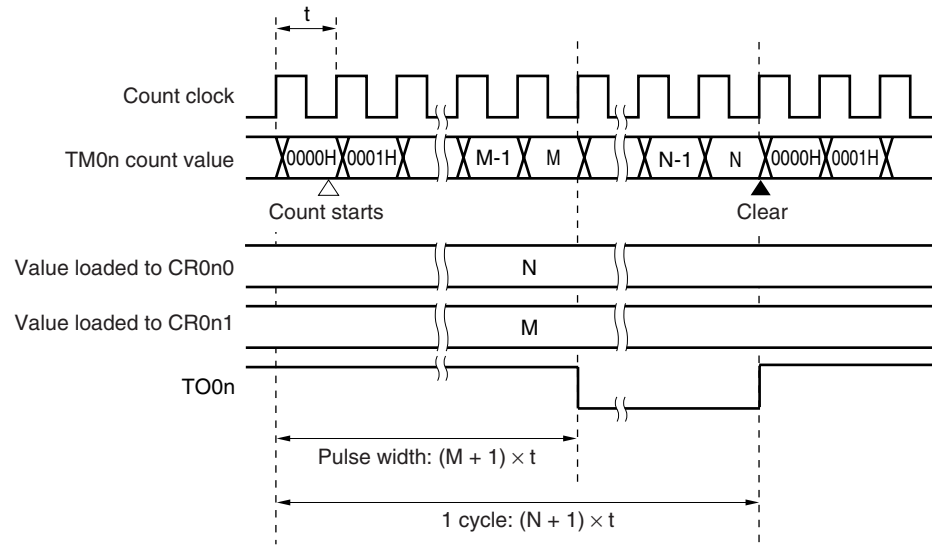 t
Count clock
TM0n count value 0000H 0001H M-1 M N-1 N 0000H 0001H
Count starts Clear
Value loaded to CR0n0 N
Value loaded to CR0n1 M
TO0n
Pulse width: (M + 1) × t
1 cycle: (N + 1) × t